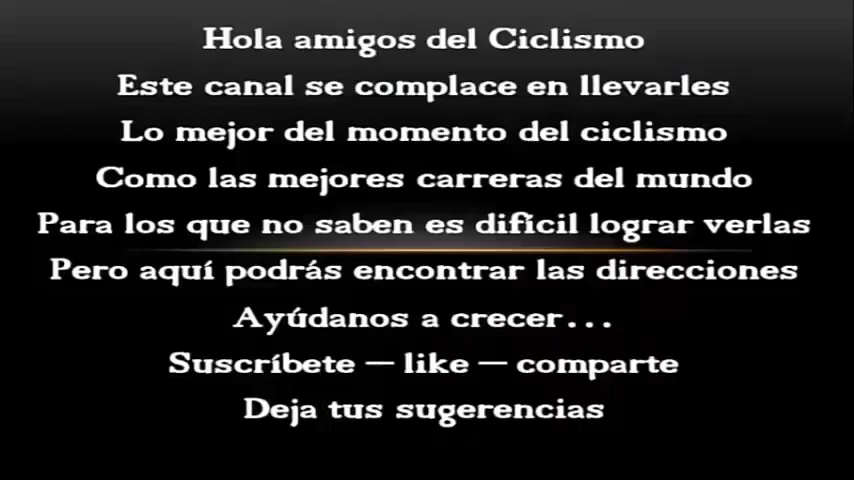 Hola amigos del Ciclismo
Este canal se complace en llevarles
Lo mejor del momento del ciclismo
Como las mejores carreras del mundo
Para los que no saben es difícil lograr verlas
Pero aquí podrás encontrar las direcciones
Ayúdanos a crecer...
Suscríbete – like – comparte
Deja tus sugerencias